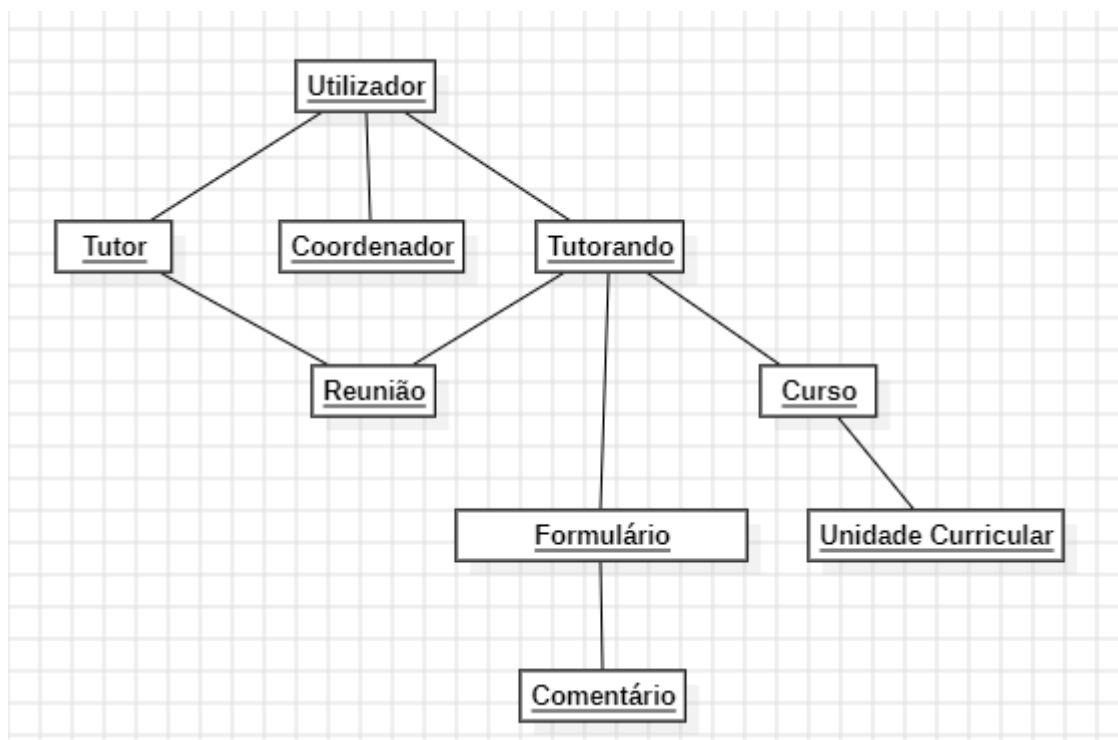 Utilizador
Tutor
Coordenador
Tutorando
Reunião
Curso
Formulário
Unidade Curricular
Comentário